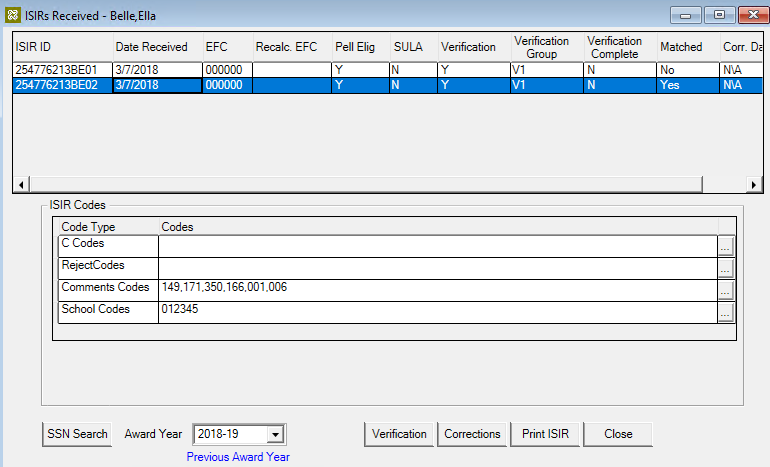 ISIRs Received - Belle,Ella
ISIR ID Date Received EFC Recalc. EFC Pell Elig SULA Verification Verification Group Verification Complete Matched Corr. Da
254776213BE01 3/7/2018 000000 Y N Y V1 N No N\A
254776213BE02 3/7/2018 000000 Y N Y V1 N Yes N\A
ISIR Codes
Code Type Codes
C Codes ...
RejectCodes ...
Comments Codes 149,171,350,166,001,006 ...
School Codes 012345 ...
SSN Search Award Year 2018-19 Verification Corrections Print ISIR Close
Previous Award Year